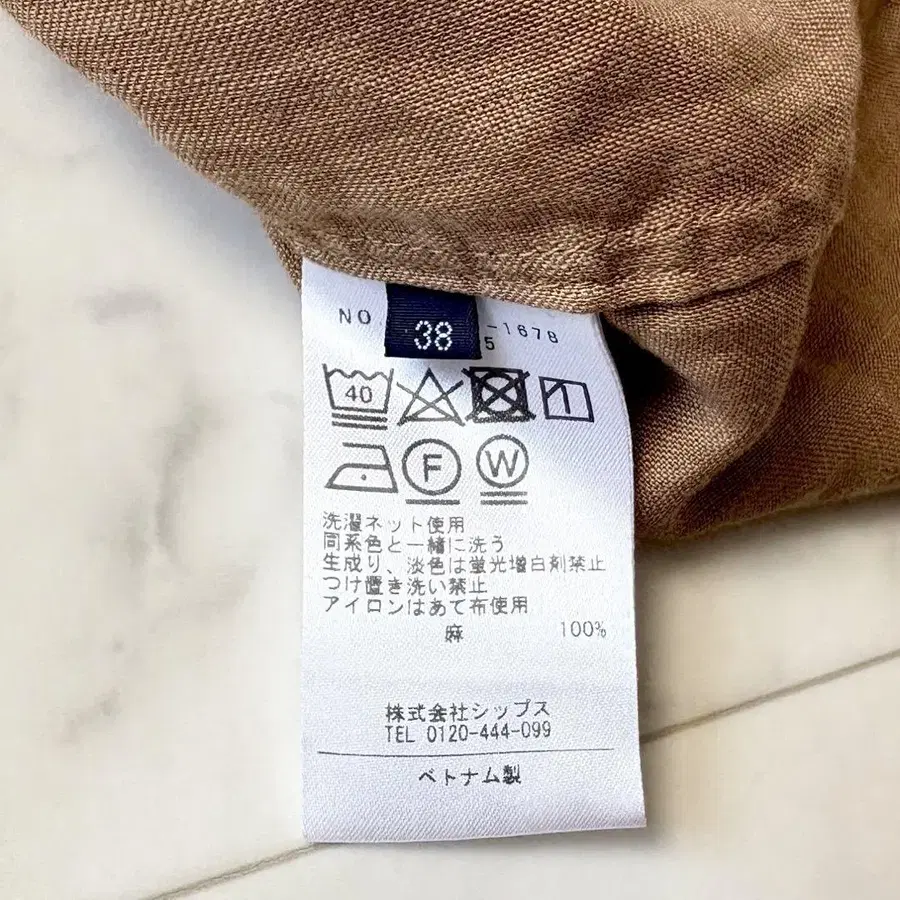 NO 38 -1678
5
40
F W
洗濯ネット使用
同系色と一緒に洗う
生成り、淡色は蛍光増白剤禁止
つけ置き洗い禁止
アイロンはあて布使用
麻 100%
株式会社シップス
TEL 0120-444-099
ベトナム製